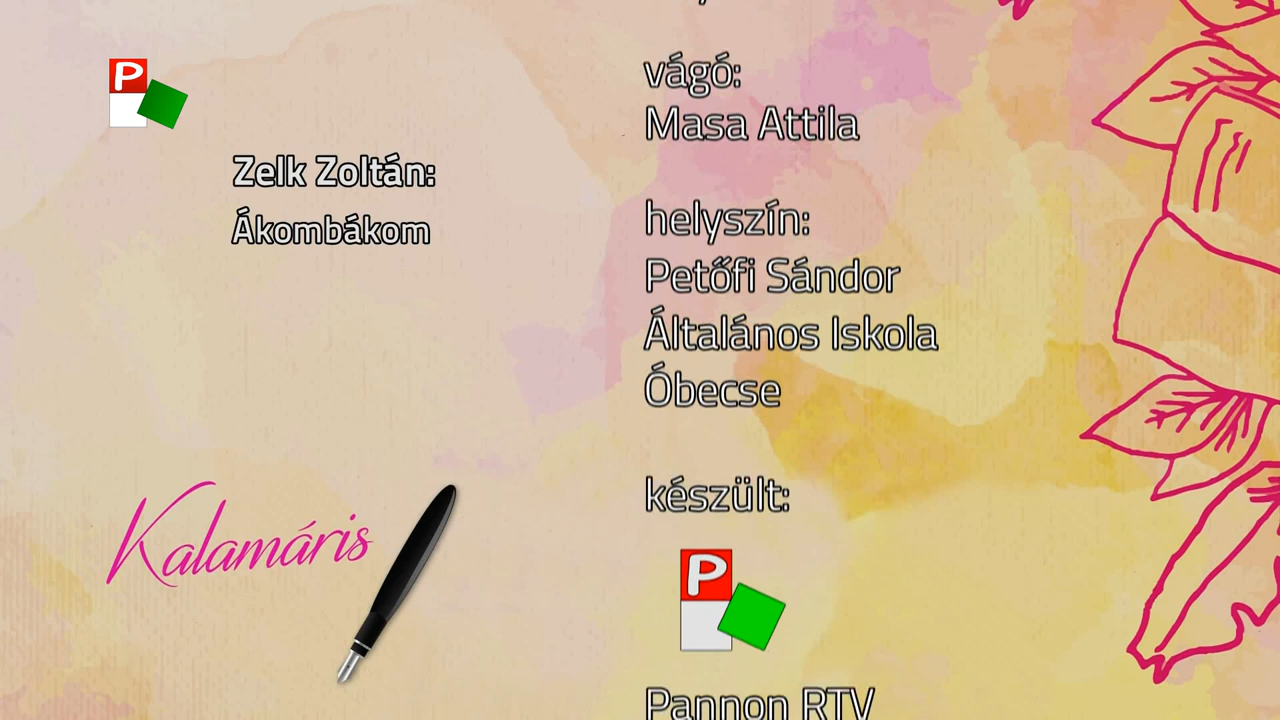 P
Zelk Zoltán:
Ákombákom
Kalamáris
vágó:
Masa Attila
helyszín:
Petőfi Sándor
Általános Iskola
Óbecse
készült:
P
Pannon RTV